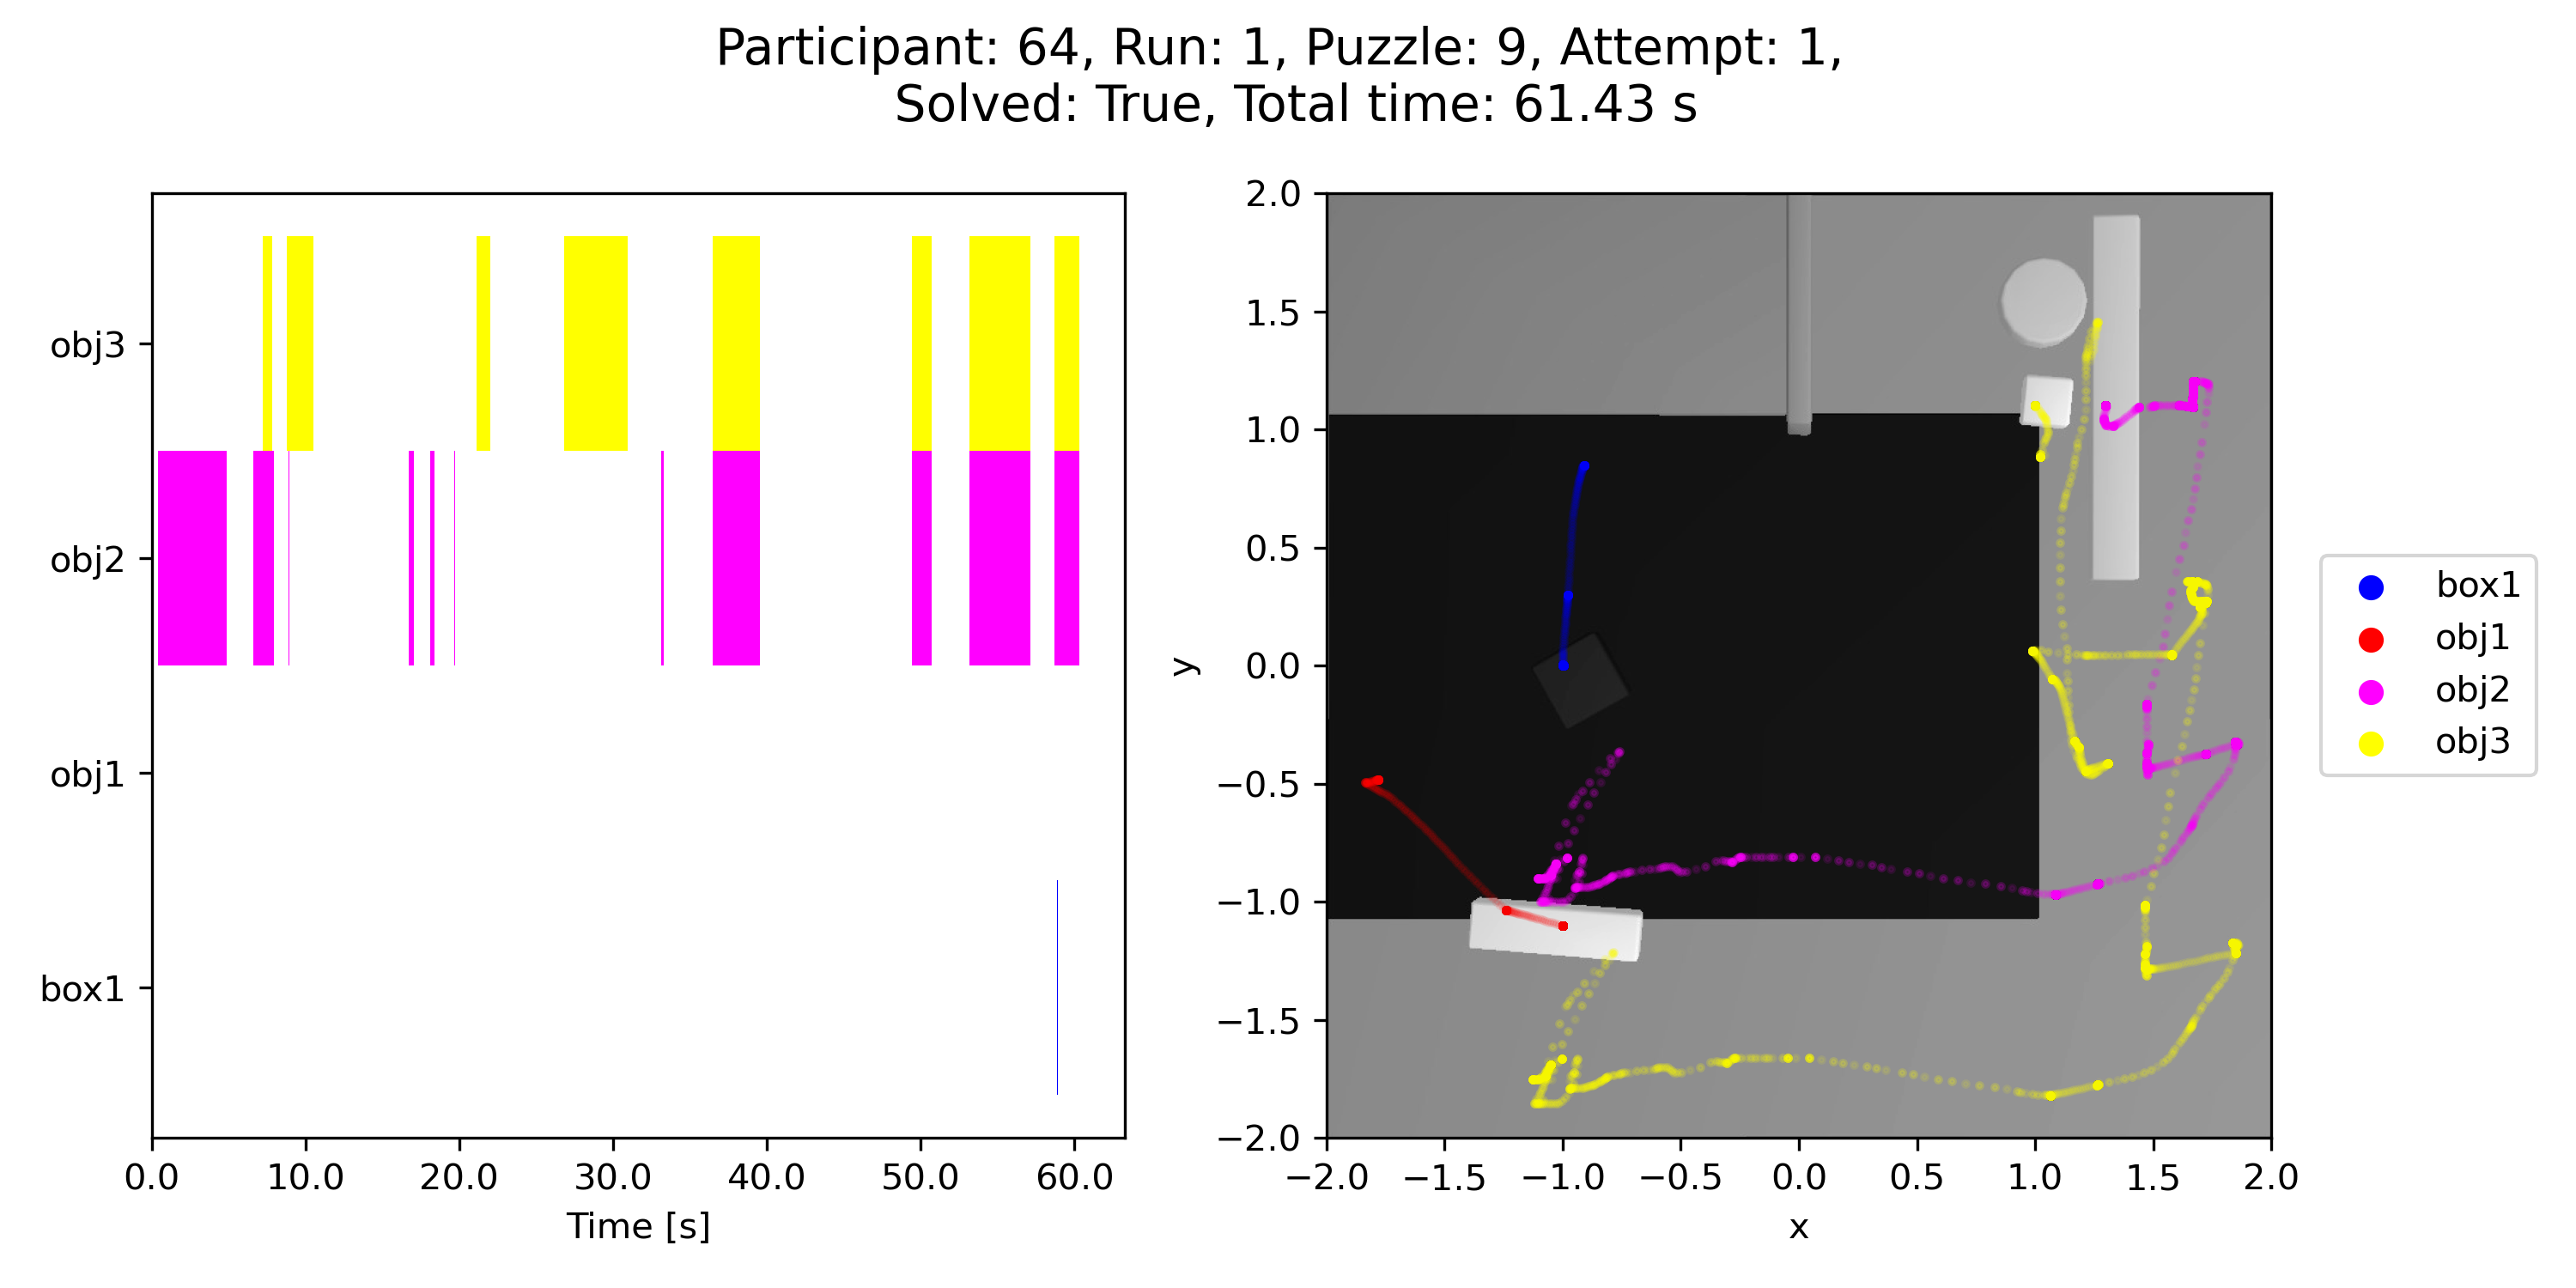 Participant: 64, Run: 1, Puzzle: 9, Attempt: 1,
Solved: True, Total time: 61.43 s
obj3
obj2
obj1
box1
0.0 10.0 20.0 30.0 40.0 50.0 60.0
Time [s]
2.0
1.5
1.0
0.5
0.0
−0.5
−1.0
−1.5
−2.0
y
−2.0 −1.5 −1.0 −0.5 0.0 0.5 1.0 1.5 2.0
x
box1
obj1
obj2
obj3